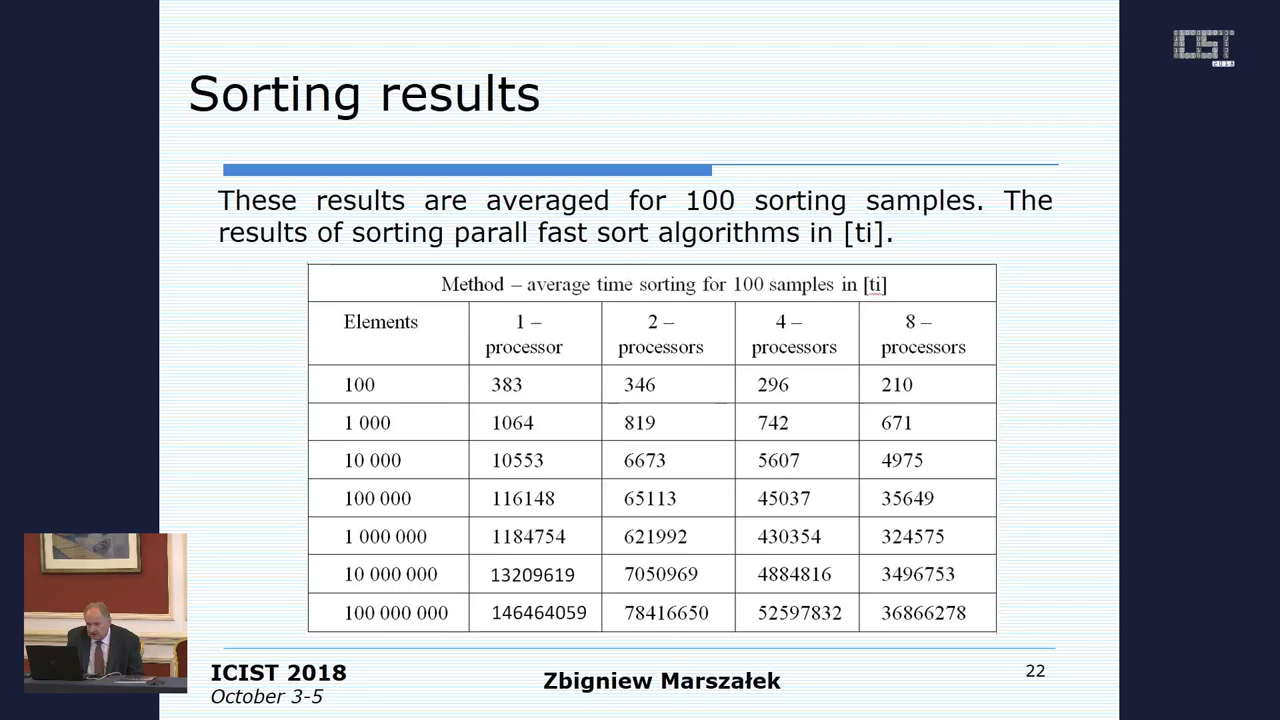 ICIST
2018
Sorting results
These results are averaged for 100 sorting samples. The
results of sorting parall fast sort algorithms in [ti].
Method – average time sorting for 100 samples in [ti]
Elements 1 – processor 2 – processors 4 – processors 8 – processors
100 383 346 296 210
1 000 1064 819 742 671
10 000 10553 6673 5607 4975
100 000 116148 65113 45037 35649
1 000 000 1184754 621992 430354 324575
10 000 000 13209619 7050969 4884816 3496753
100 000 000 146464059 78416650 52597832 36866278
ICIST 2018
October 3-5
Zbigniew Marszałek
22